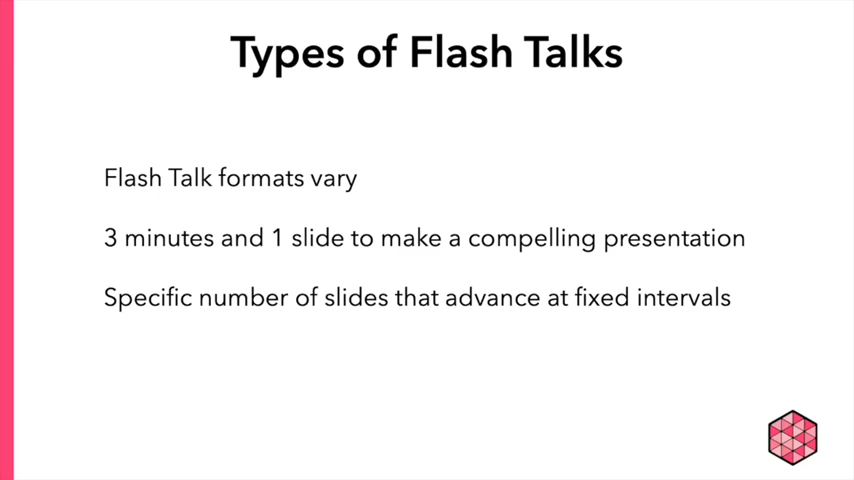 Types of Flash Talks
Flash Talk formats vary
3 minutes and 1 slide to make a compelling presentation
Specific number of slides that advance at fixed intervals